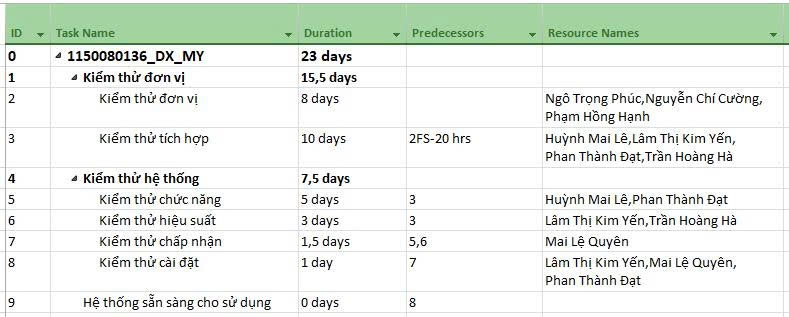 ID Task Name Duration Predecessors Resource Names
0 1150080136_DX_MY 23 days
1 Kiểm thử đơn vị 15,5 days
2 Kiểm thử đơn vị 8 days Ngô Trọng Phúc,Nguyễn Chí Cường,
Phạm Hồng Hạnh
3 Kiểm thử tích hợp 10 days 2FS-20 hrs Huỳnh Mai Lê,Lâm Thị Kim Yến,
Phan Thành Đạt,Trần Hoàng Hà
4 Kiểm thử hệ thống 7,5 days
5 Kiểm thử chức năng 5 days 3 Huỳnh Mai Lê,Phan Thành Đạt
6 Kiểm thử hiệu suất 3 days 3 Lâm Thị Kim Yến,Trần Hoàng Hà
7 Kiểm thử chấp nhận 1,5 days 5,6 Mai Lệ Quyên
8 Kiểm thử cài đặt 1 day 7 Lâm Thị Kim Yến,Mai Lệ Quyên,
Phan Thành Đạt
9 Hệ thống sẵn sàng cho sử dụng 0 days 8